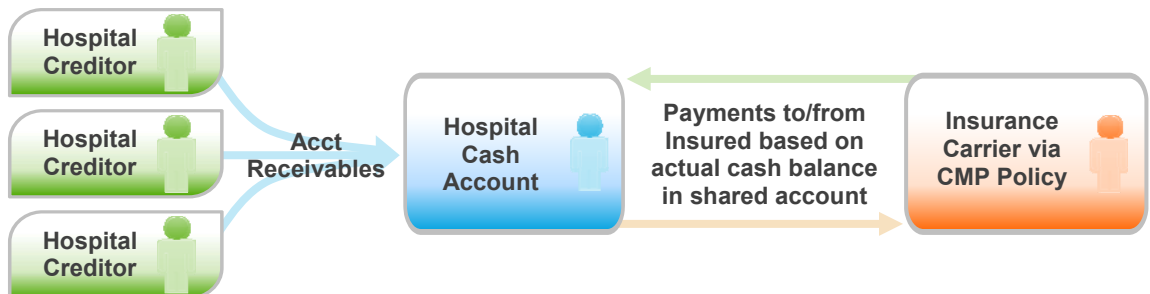 Hospital
Creditor
Hospital
Creditor
Hospital
Creditor
Acct
Receivables
Hospital
Cash
Account
Payments to/from
Insured based on
actual cash balance
in shared account
Insurance
Carrier via
CMP Policy